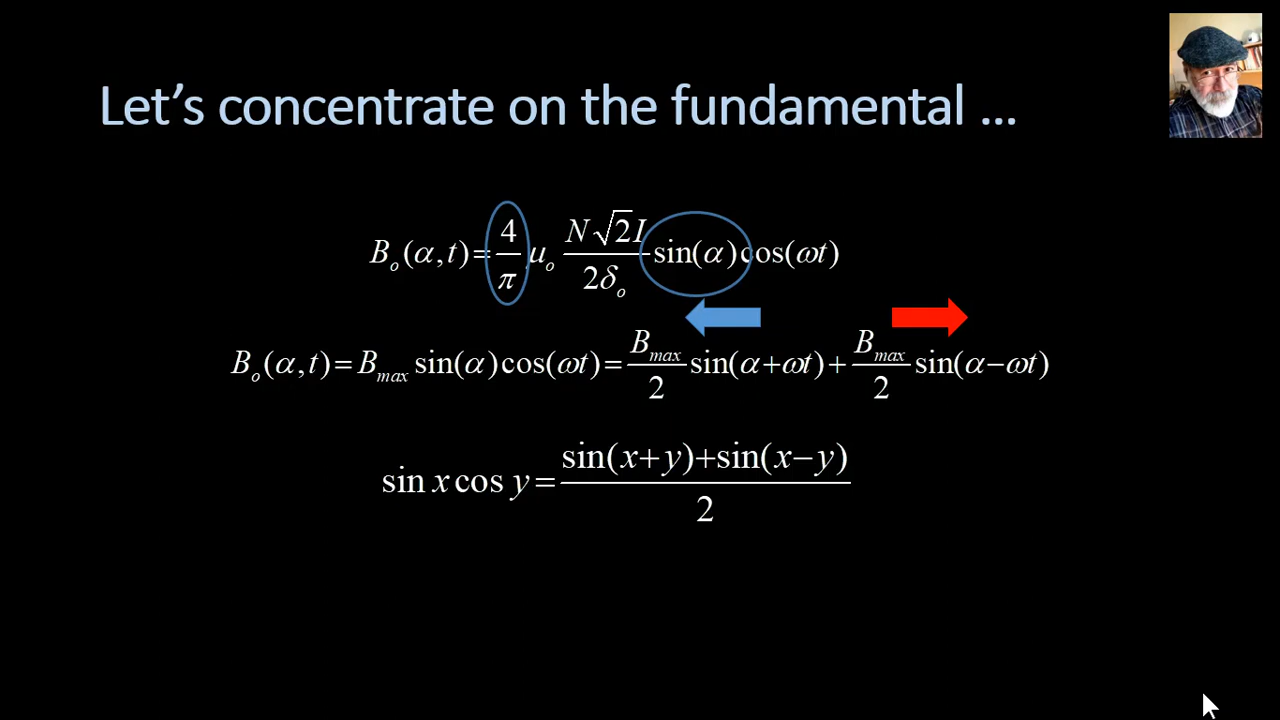 Let's concentrate on the fundamental ...
B_o(α,t) = 4/π μ_o N√2I/2δ_o sin(α)cos(ωt)
B_o(α,t) = B_max sin(α)cos(ωt) = B_max/2 sin(α+ωt) + B_max/2 sin(α−ωt)
sin x cos y = sin(x+y)+sin(x−y)/2